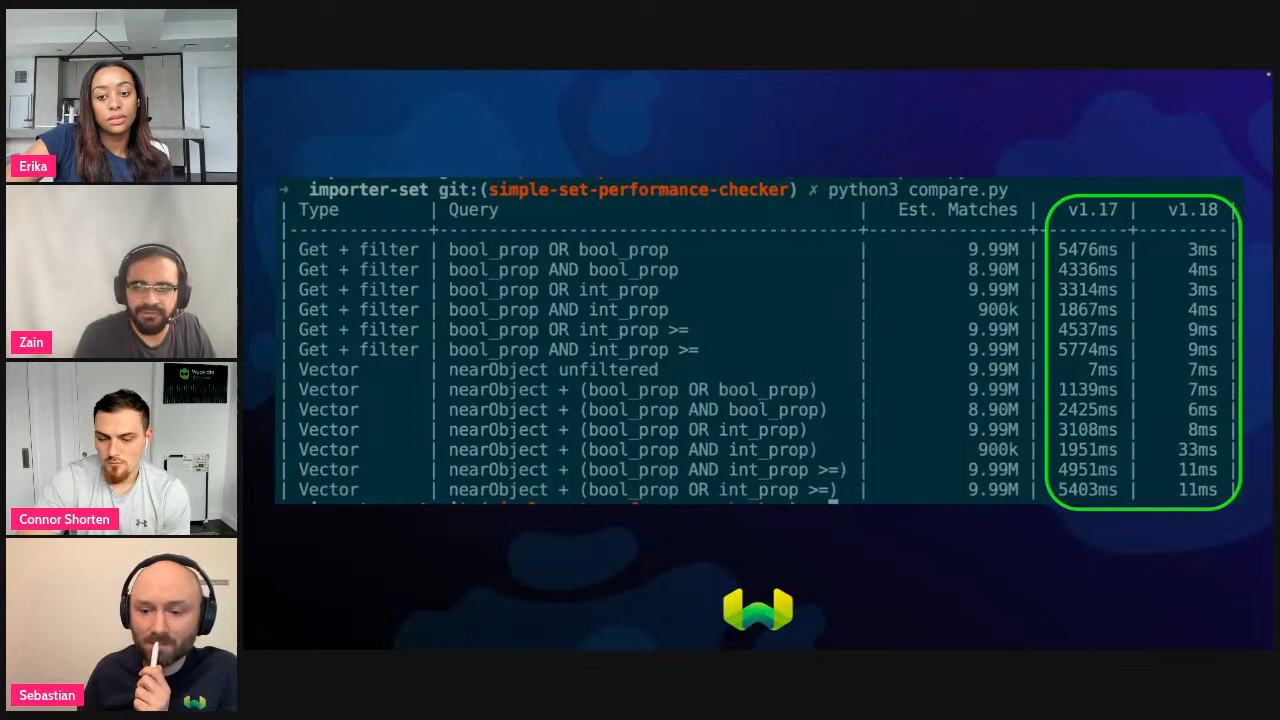 Erika
Zain
Connor Shorten
Sebastian
→ importer-set git:(simple-set-performance-checker) ✗ python3 compare.py
| Type | Query | Est. Matches | v1.17 | v1.18 |
|--------------+----------------------------------------+----------------+---------+---------|
| Get + filter | bool_prop OR bool_prop | 9.99M | 5476ms | 3ms |
| Get + filter | bool_prop AND bool_prop | 8.90M | 4336ms | 4ms |
| Get + filter | bool_prop OR int_prop | 9.99M | 3314ms | 3ms |
| Get + filter | bool_prop AND int_prop | 900k | 1867ms | 4ms |
| Get + filter | bool_prop OR int_prop >= | 9.99M | 4537ms | 9ms |
| Get + filter | bool_prop AND int_prop >= | 9.99M | 5774ms | 9ms |
| Vector | nearObject unfiltered | 9.99M | 7ms | 7ms |
| Vector | nearObject + (bool_prop OR bool_prop) | 9.99M | 1139ms | 7ms |
| Vector | nearObject + (bool_prop AND bool_prop) | 8.90M | 2425ms | 6ms |
| Vector | nearObject + (bool_prop OR int_prop) | 9.99M | 3108ms | 8ms |
| Vector | nearObject + (bool_prop AND int_prop) | 900k | 1951ms | 33ms |
| Vector | nearObject + (bool_prop AND int_prop >=) | 9.99M | 4951ms | 11ms |
| Vector | nearObject + (bool_prop OR int_prop >=) | 9.99M | 5403ms | 11ms |